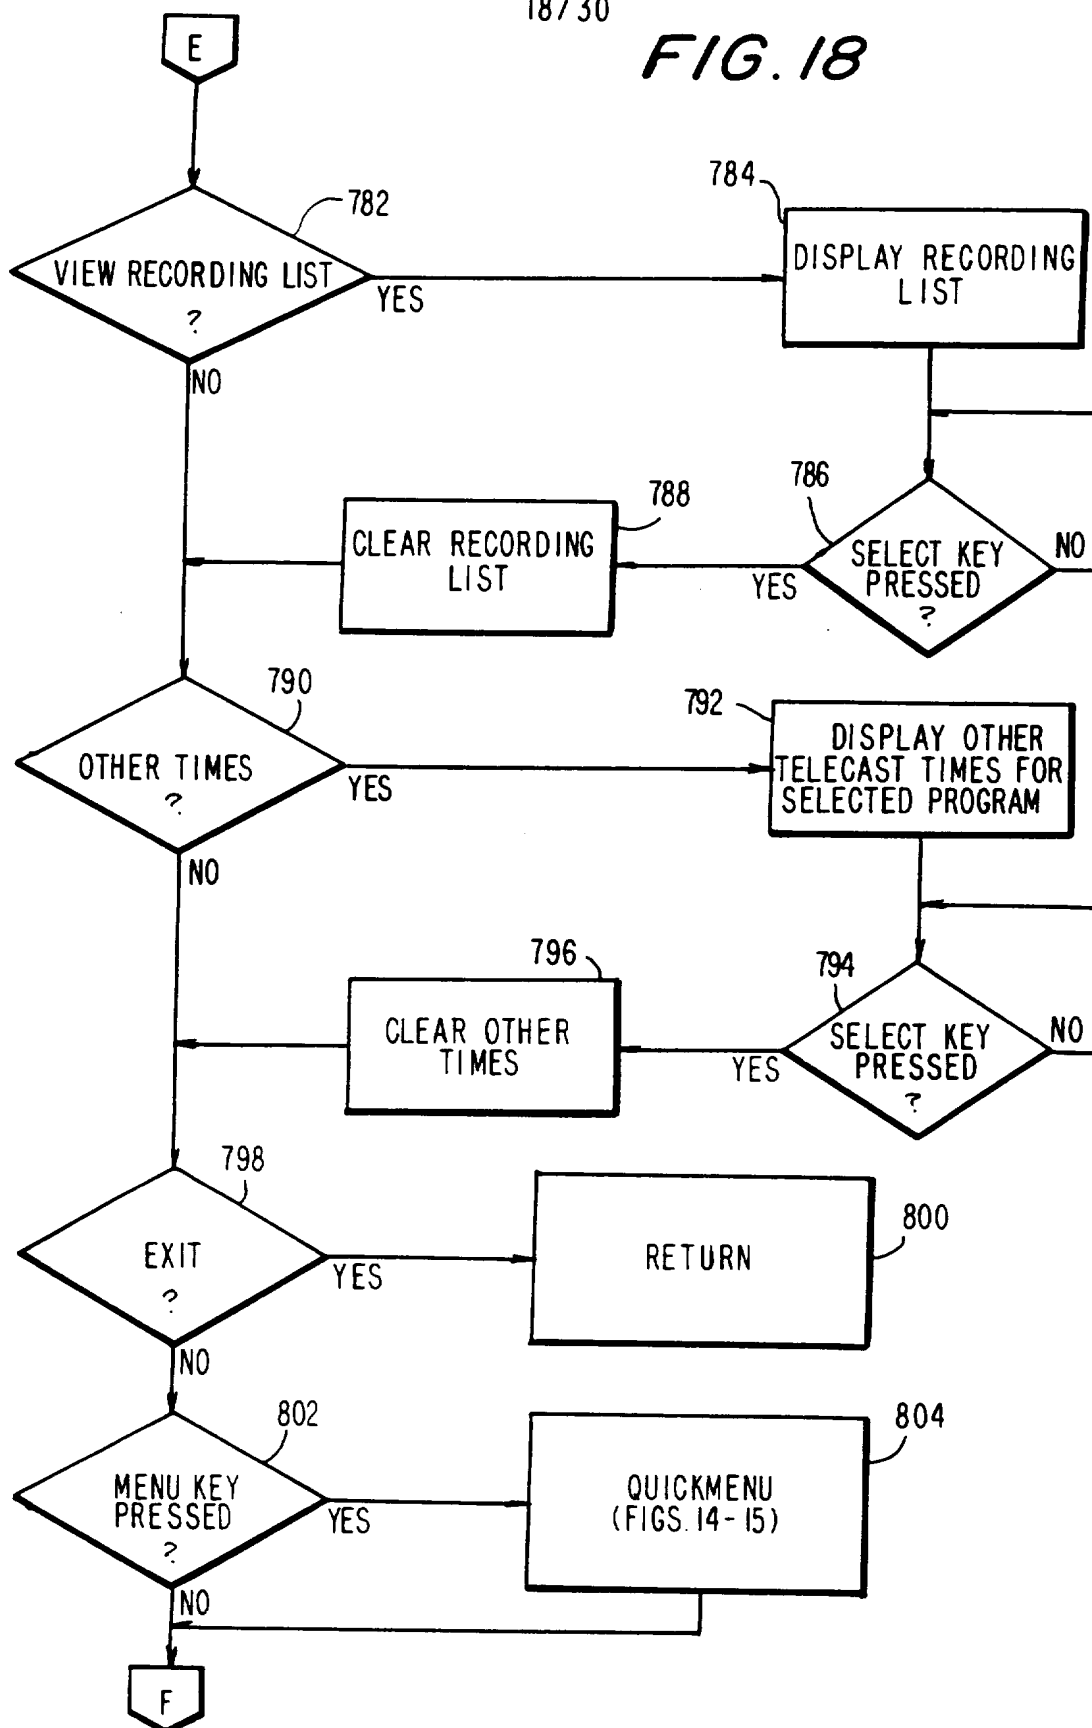 18/30
FIG. 18
E
782
VIEW RECORDING LIST
?
YES
NO
784
DISPLAY RECORDING
LIST
786
SELECT KEY
PRESSED
?
NO
YES
788
CLEAR RECORDING
LIST
790
OTHER TIMES
?
YES
NO
792
DISPLAY OTHER
TELECAST TIMES FOR
SELECTED PROGRAM
794
SELECT KEY
PRESSED
?
NO
YES
796
CLEAR OTHER
TIMES
798
EXIT
?
YES
NO
800
RETURN
802
MENU KEY
PRESSED
?
YES
NO
804
QUICKMENU
(FIGS. 14-15)
F